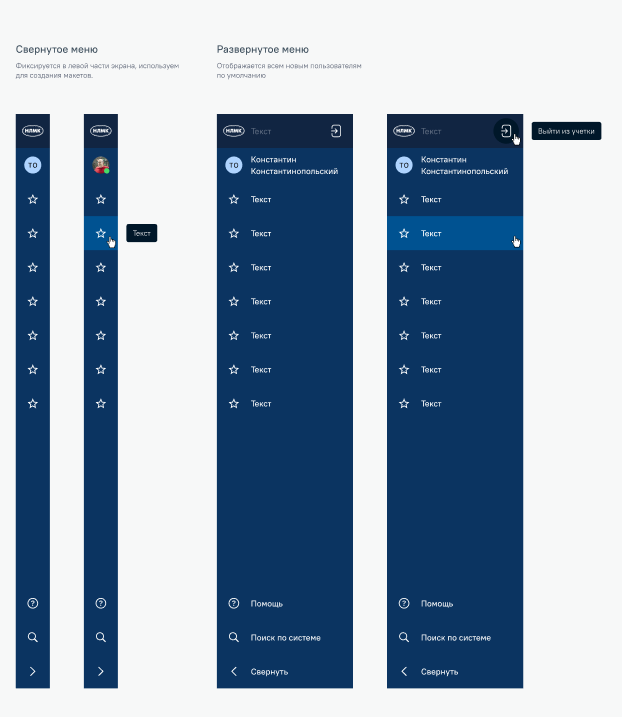 Свернутое меню
Фиксируется в левой части экрана, используем
для создания макетов.
Развернутое меню
Отображается всем новым пользователям
по умолчанию
НЛМК
ТО
НЛМК
Текст
НЛМК Текст
ТО Константин
Константинопольский
Текст
Текст
Текст
Текст
Текст
Текст
Текст
Помощь
Поиск по системе
Свернуть
НЛМК Текст
Выйти из учетки
ТО Константин
Константинопольский
Текст
Текст
Текст
Текст
Текст
Текст
Текст
Помощь
Поиск по системе
Свернуть